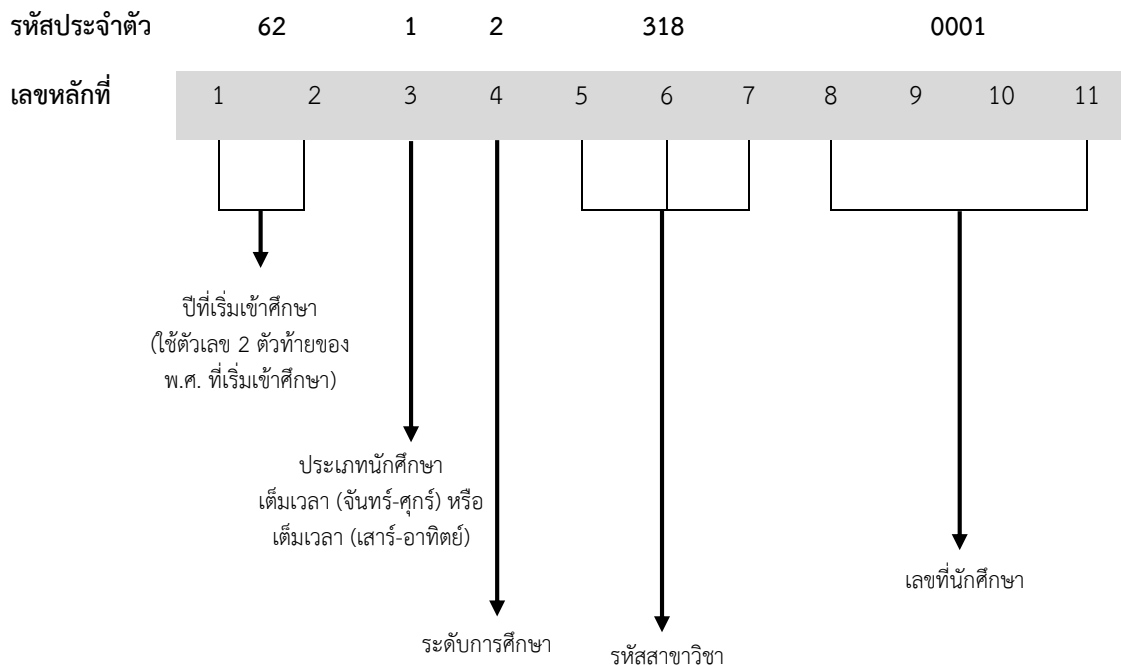 รหัสประจำตัว 62 1 2 318 0001
เลขหลักที่ 1 2 3 4 5 6 7 8 9 10 11
ปีที่เริ่มเข้าศึกษา
(ใช้ตัวเลข 2 ตัวท้ายของ
พ.ศ. ที่เริ่มเข้าศึกษา)
ประเภทนักศึกษา
เต็มเวลา (จันทร์-ศุกร์) หรือ
เต็มเวลา (เสาร์-อาทิตย์)
เลขที่นักศึกษา
ระดับการศึกษา
รหัสสาขาวิชา